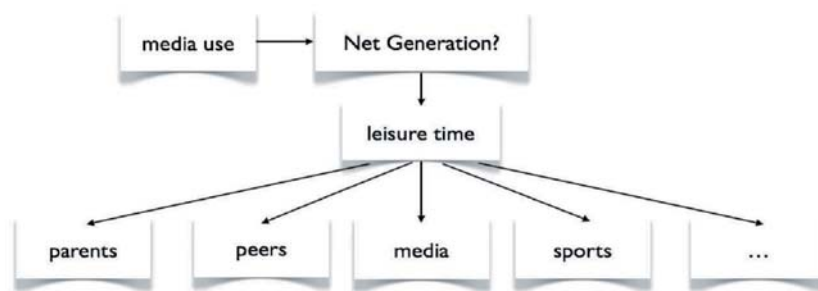 media use
Net Generation?
leisure time
parents
peers
media
sports
...